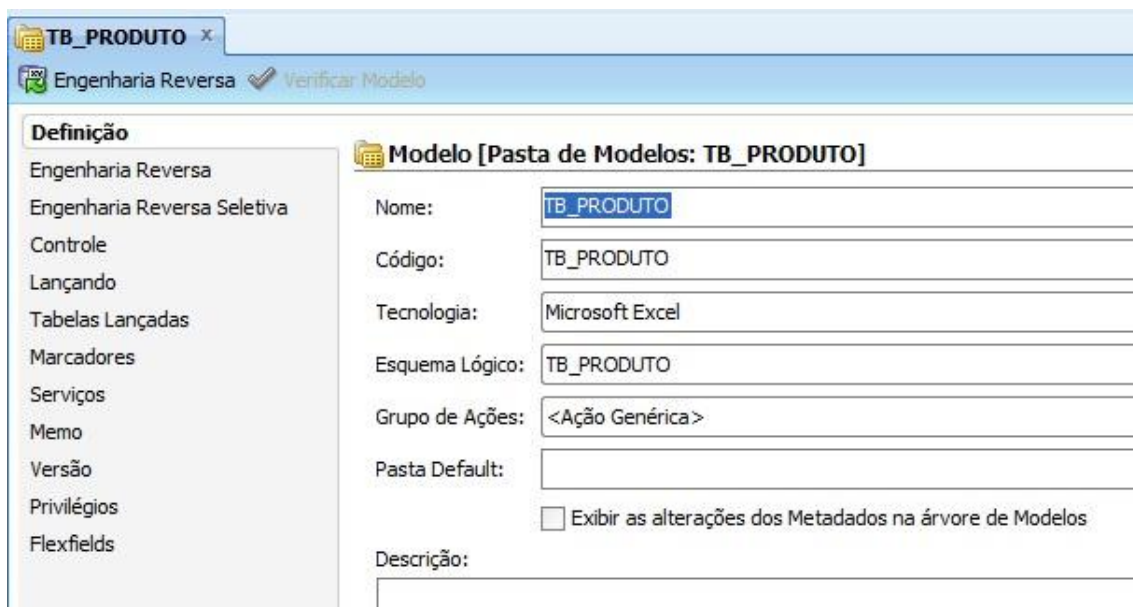 TB_PRODUTO x
Engenharia Reversa Verificar Modelo
Definição
Engenharia Reversa
Engenharia Reversa Seletiva
Controle
Lançando
Tabelas Lançadas
Marcadores
Serviços
Memo
Versão
Privilégios
Flexfields
Modelo [Pasta de Modelos: TB_PRODUTO]
Nome: TB_PRODUTO
Código: TB_PRODUTO
Tecnologia: Microsoft Excel
Esquema Lógico: TB_PRODUTO
Grupo de Ações: <Ação Genérica>
Pasta Default:
Exibir as alterações dos Metadados na árvore de Modelos
Descrição: